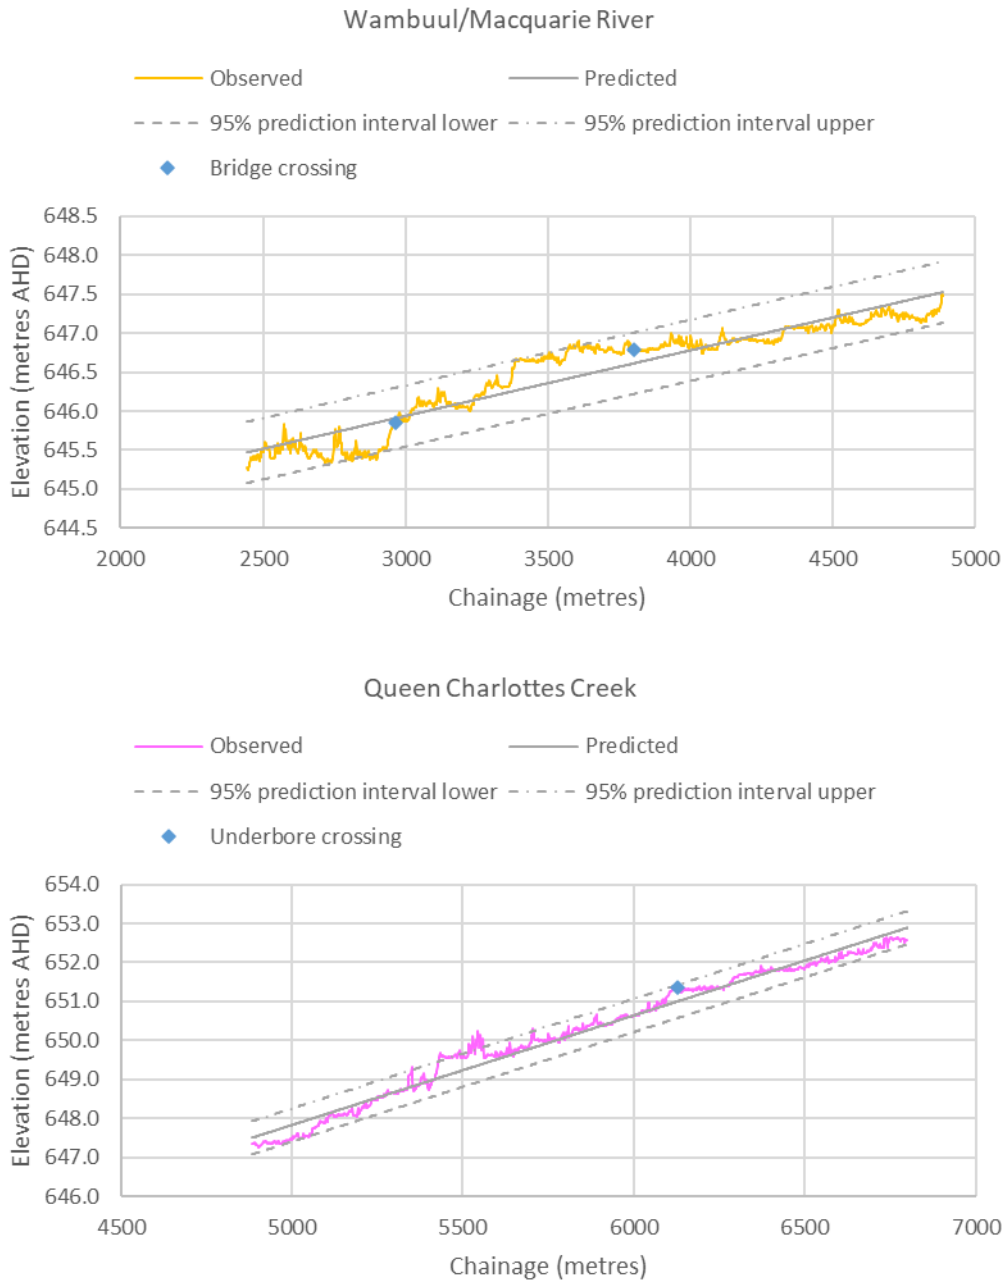 Wambuul/Macquarie River
Observed Predicted
95% prediction interval lower 95% prediction interval upper
Bridge crossing
648.5
648.0
647.5
647.0
646.5
646.0
645.5
645.0
644.5
Elevation (metres AHD)
2000 2500 3000 3500 4000 4500 5000
Chainage (metres)
Queen Charlottes Creek
Observed Predicted
95% prediction interval lower 95% prediction interval upper
Underbore crossing
654.0
653.0
652.0
651.0
650.0
649.0
648.0
647.0
646.0
Elevation (metres AHD)
4500 5000 5500 6000 6500 7000
Chainage (metres)